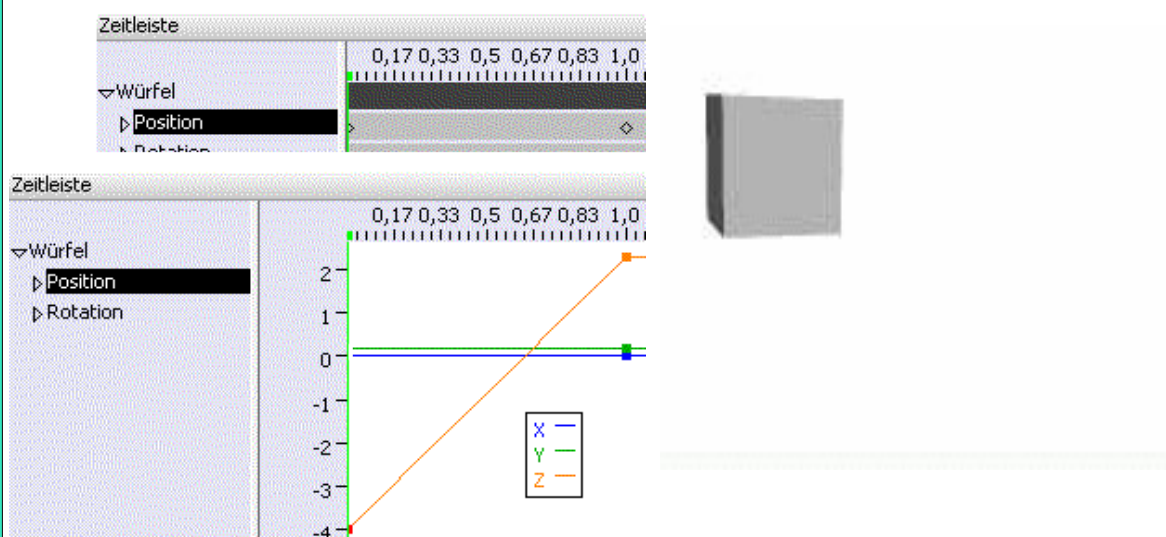 Zeitleiste
0,17 0,33 0,5 0,67 0,83 1,0
Würfel
Position
Rotation
Zeitleiste
0,17 0,33 0,5 0,67 0,83 1,0
Würfel
Position
Rotation
2
1
0
-1
-2
-3
-4
X
Y
Z